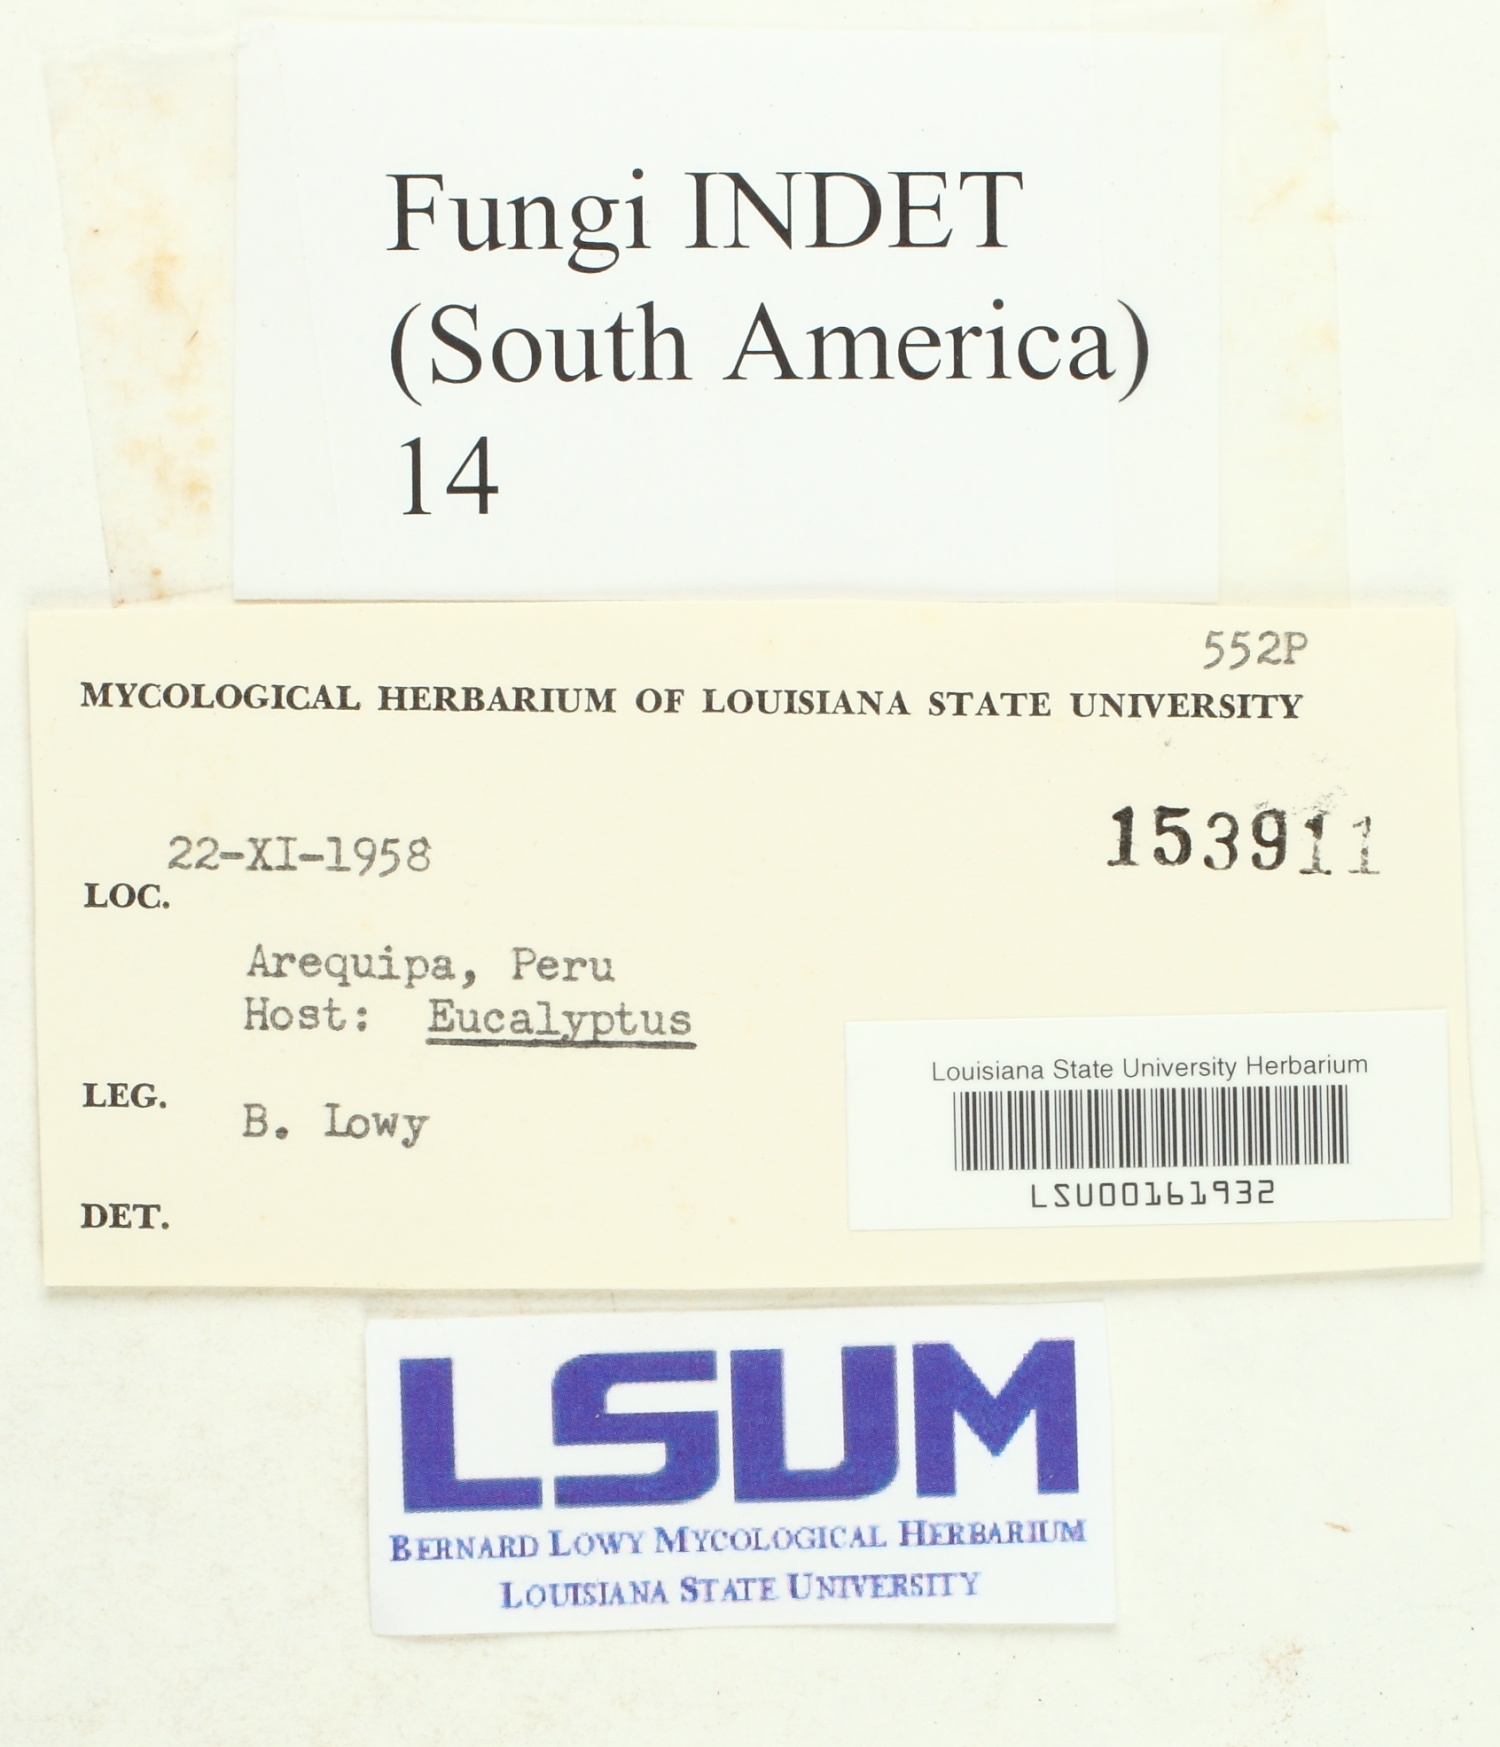 Fungi INDET
(South America)
14
552P
MYCOLOGICAL HERBARIUM OF LOUISIANA STATE UNIVERSITY
153911
22-XI-1958
LOC.
Arequipa, Peru
Host: Eucalyptus
LEG.
B. Lowy
DET.
Louisiana State University Herbarium
LSU00161932
LSUM
BERNARD LOWY MYCOLOGICAL HERBARIUM
LOUISIANA STATE UNIVERSITY